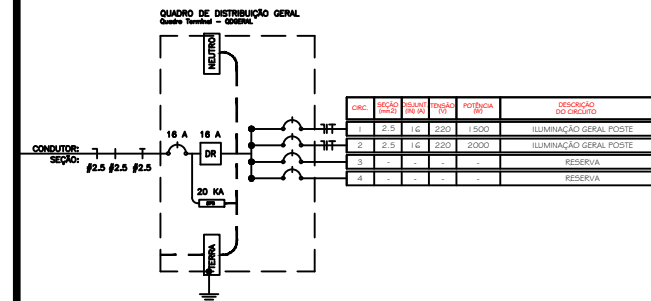 QUADRO DE DISTRIBUIÇÃO GERAL
Quadro Terminal - QDGERAL
NEUTRO
16 A 16 A
DR
CONDUTOR:
SEÇÃO:
#2.5 #2.5 #2.5
20 KA
DPS
TERRA
CIRC. SEÇÃO (mm2) DISJUNT. (IN) (A) TENSÃO (V) POTÊNCIA (W) DESCRIÇÃO DO CIRCUITO
1 2.5 16 220 1500 ILUMINAÇÃO GERAL POSTE
2 2.5 16 220 2000 ILUMINAÇÃO GERAL POSTE
3 - - - - RESERVA
4 - - - - RESERVA